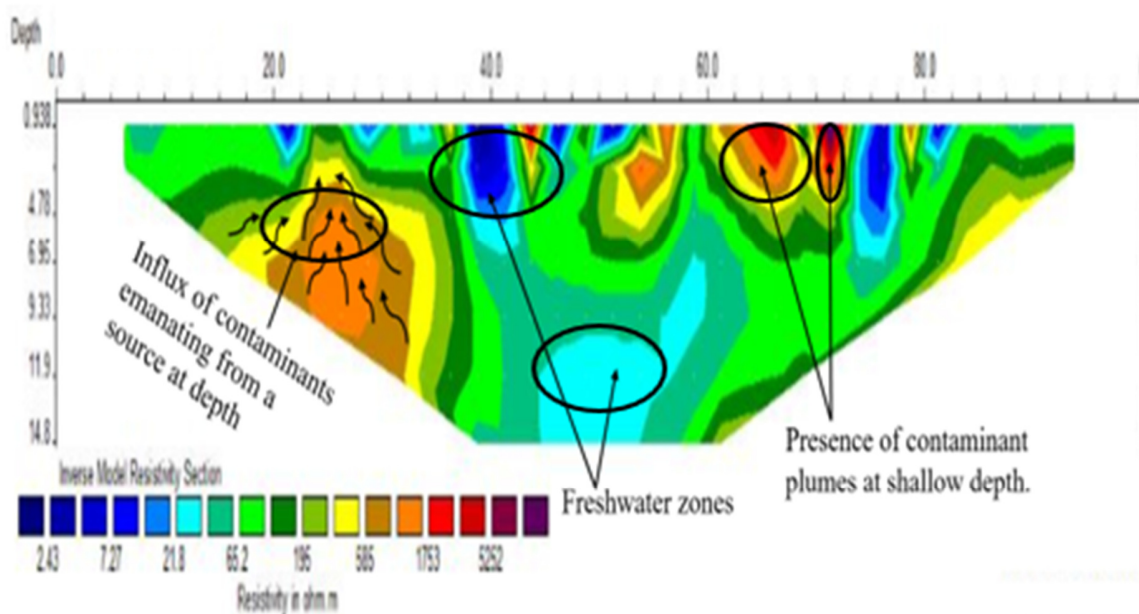 Depth
0.0 20.0 40.0 60.0 80.0
0.938
4.78
6.95
9.33
11.9
14.8
Influx of contaminants
emanating from a
source at depth
Presence of contaminant
plumes at shallow depth.
Freshwater zones
Inverse Model Resistivity Section
2.43 7.27 21.8 65.2 195 585 1753 5252
Resistivity in ohm.m